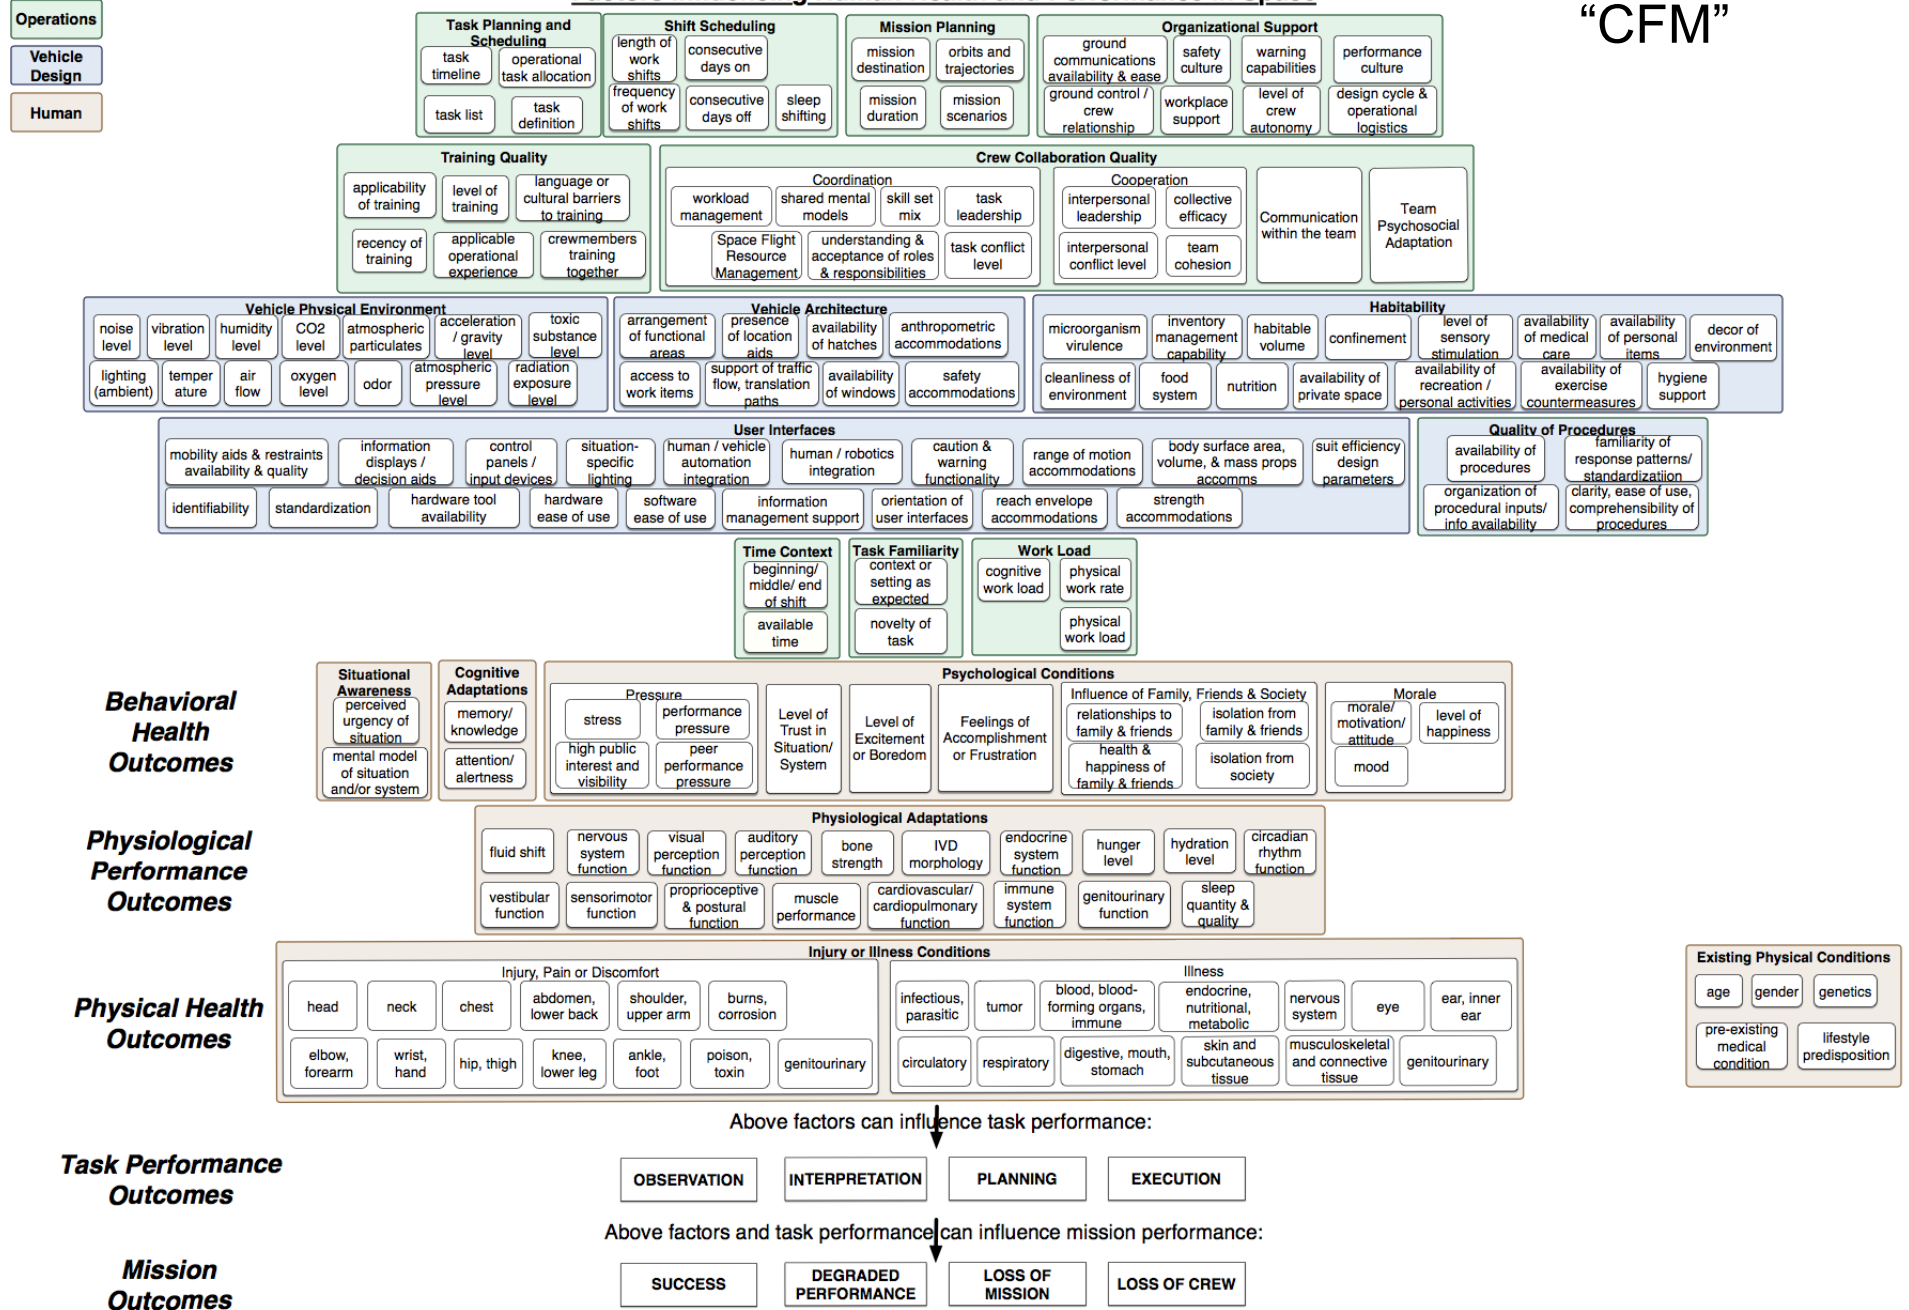 Factors Influencing Human Health and Performance in Space
"CFM"
Operations
Vehicle
Design
Human
Task Planning and
Scheduling
task
timeline
operational
task allocation
task list
task
definition
Shift Scheduling
length of
work
shifts
consecutive
days on
frequency
of work
shifts
consecutive
days off
sleep
shifting
Mission Planning
mission
destination
orbits and
trajectories
mission
duration
mission
scenarios
Organizational Support
ground
communications
availability & ease
safety
culture
warning
capabilities
performance
culture
ground control /
crew
relationship
workplace
support
level of
crew
autonomy
design cycle &
operational
logistics
Training Quality
applicability
of training
level of
training
language or
cultural barriers
to training
recency of
training
applicable
operational
experience
crewmembers
training
together
Crew Collaboration Quality
Coordination
workload
management
shared mental
models
skill set
mix
task
leadership
Space Flight
Resource
Management
understanding &
acceptance of roles
& responsibilities
task conflict
level
Cooperation
interpersonal
leadership
collective
efficacy
interpersonal
conflict level
team
cohesion
Communication
within the team
Team
Psychosocial
Adaptation
Vehicle Physical Environment
noise
level
vibration
level
humidity
level
CO2
level
atmospheric
particulates
acceleration
/ gravity
level
toxic
substance
level
lighting
(ambient)
temper
ature
air
flow
oxygen
level
odor
atmospheric
pressure
level
radiation
exposure
level
Vehicle Architecture
arrangement
of functional
areas
presence
of location
aids
availability
of hatches
anthropometric
accommodations
access to
work items
support of traffic
flow, translation
paths
availability
of windows
safety
accommodations
Habitability
microorganism
virulence
inventory
management
capability
habitable
volume
confinement
level of
sensory
stimulation
availability
of medical
care
availability
of personal
items
decor of
environment
cleanliness of
environment
food
system
nutrition
availability of
private space
availability of
recreation /
personal activities
availability of
exercise
countermeasures
hygiene
support
User Interfaces
mobility aids & restraints
availability & quality
information
displays /
decision aids
control
panels /
input devices
situation-
specific
lighting
human / vehicle
automation
integration
human / robotics
integration
caution &
warning
functionality
range of motion
accommodations
body surface area,
volume, & mass props
accomms
suit efficiency
design
parameters
identifiability
standardization
hardware tool
availability
hardware
ease of use
software
ease of use
information
management support
orientation of
user interfaces
reach envelope
accommodations
strength
accommodations
Quality of Procedures
availability of
procedures
familiarity of
response patterns/
standardization
organization of
procedural inputs/
info availability
clarity, ease of use,
comprehensibility of
procedures
Time Context
beginning/
middle/ end
of shift
available
time
Task Familiarity
context or
setting as
expected
novelty of
task
Work Load
cognitive
work load
physical
work rate
physical
work load
Behavioral
Health
Outcomes
Situational
Awareness
perceived
urgency of
situation
mental model
of situation
and/or system
Cognitive
Adaptations
memory/
knowledge
attention/
alertness
Psychological Conditions
Pressure
stress
performance
pressure
high public
interest and
visibility
peer
performance
pressure
Level of
Trust in
Situation/
System
Level of
Excitement
or Boredom
Feelings of
Accomplishment
or Frustration
Influence of Family, Friends & Society
relationships to
family & friends
isolation from
family & friends
health &
happiness of
family & friends
isolation from
society
Morale
morale/
motivation/
attitude
level of
happiness
mood
Physiological
Performance
Outcomes
Physiological Adaptations
fluid shift
nervous
system
function
visual
perception
function
auditory
perception
function
bone
strength
IVD
morphology
endocrine
system
function
hunger
level
hydration
level
circadian
rhythm
function
vestibular
function
sensorimotor
function
proprioceptive
& postural
function
muscle
performance
cardiovascular/
cardiopulmonary
function
immune
system
function
genitourinary
function
sleep
quantity &
quality
Physical Health
Outcomes
Injury or Illness Conditions
Injury, Pain or Discomfort
head
neck
chest
abdomen,
lower back
shoulder,
upper arm
burns,
corrosion
elbow,
forearm
wrist,
hand
hip, thigh
knee,
lower leg
ankle,
foot
poison,
toxin
genitourinary
Illness
infectious,
parasitic
tumor
blood, blood-
forming organs,
immune
endocrine,
nutritional,
metabolic
nervous
system
eye
ear, inner
ear
circulatory
respiratory
digestive, mouth,
stomach
skin and
subcutaneous
tissue
musculoskeletal
and connective
tissue
genitourinary
Existing Physical Conditions
age
gender
genetics
pre-existing
medical
condition
lifestyle
predisposition
Above factors can influence task performance:
Task Performance
Outcomes
OBSERVATION
INTERPRETATION
PLANNING
EXECUTION
Above factors and task performance can influence mission performance:
Mission
Outcomes
SUCCESS
DEGRADED
PERFORMANCE
LOSS OF
MISSION
LOSS OF CREW